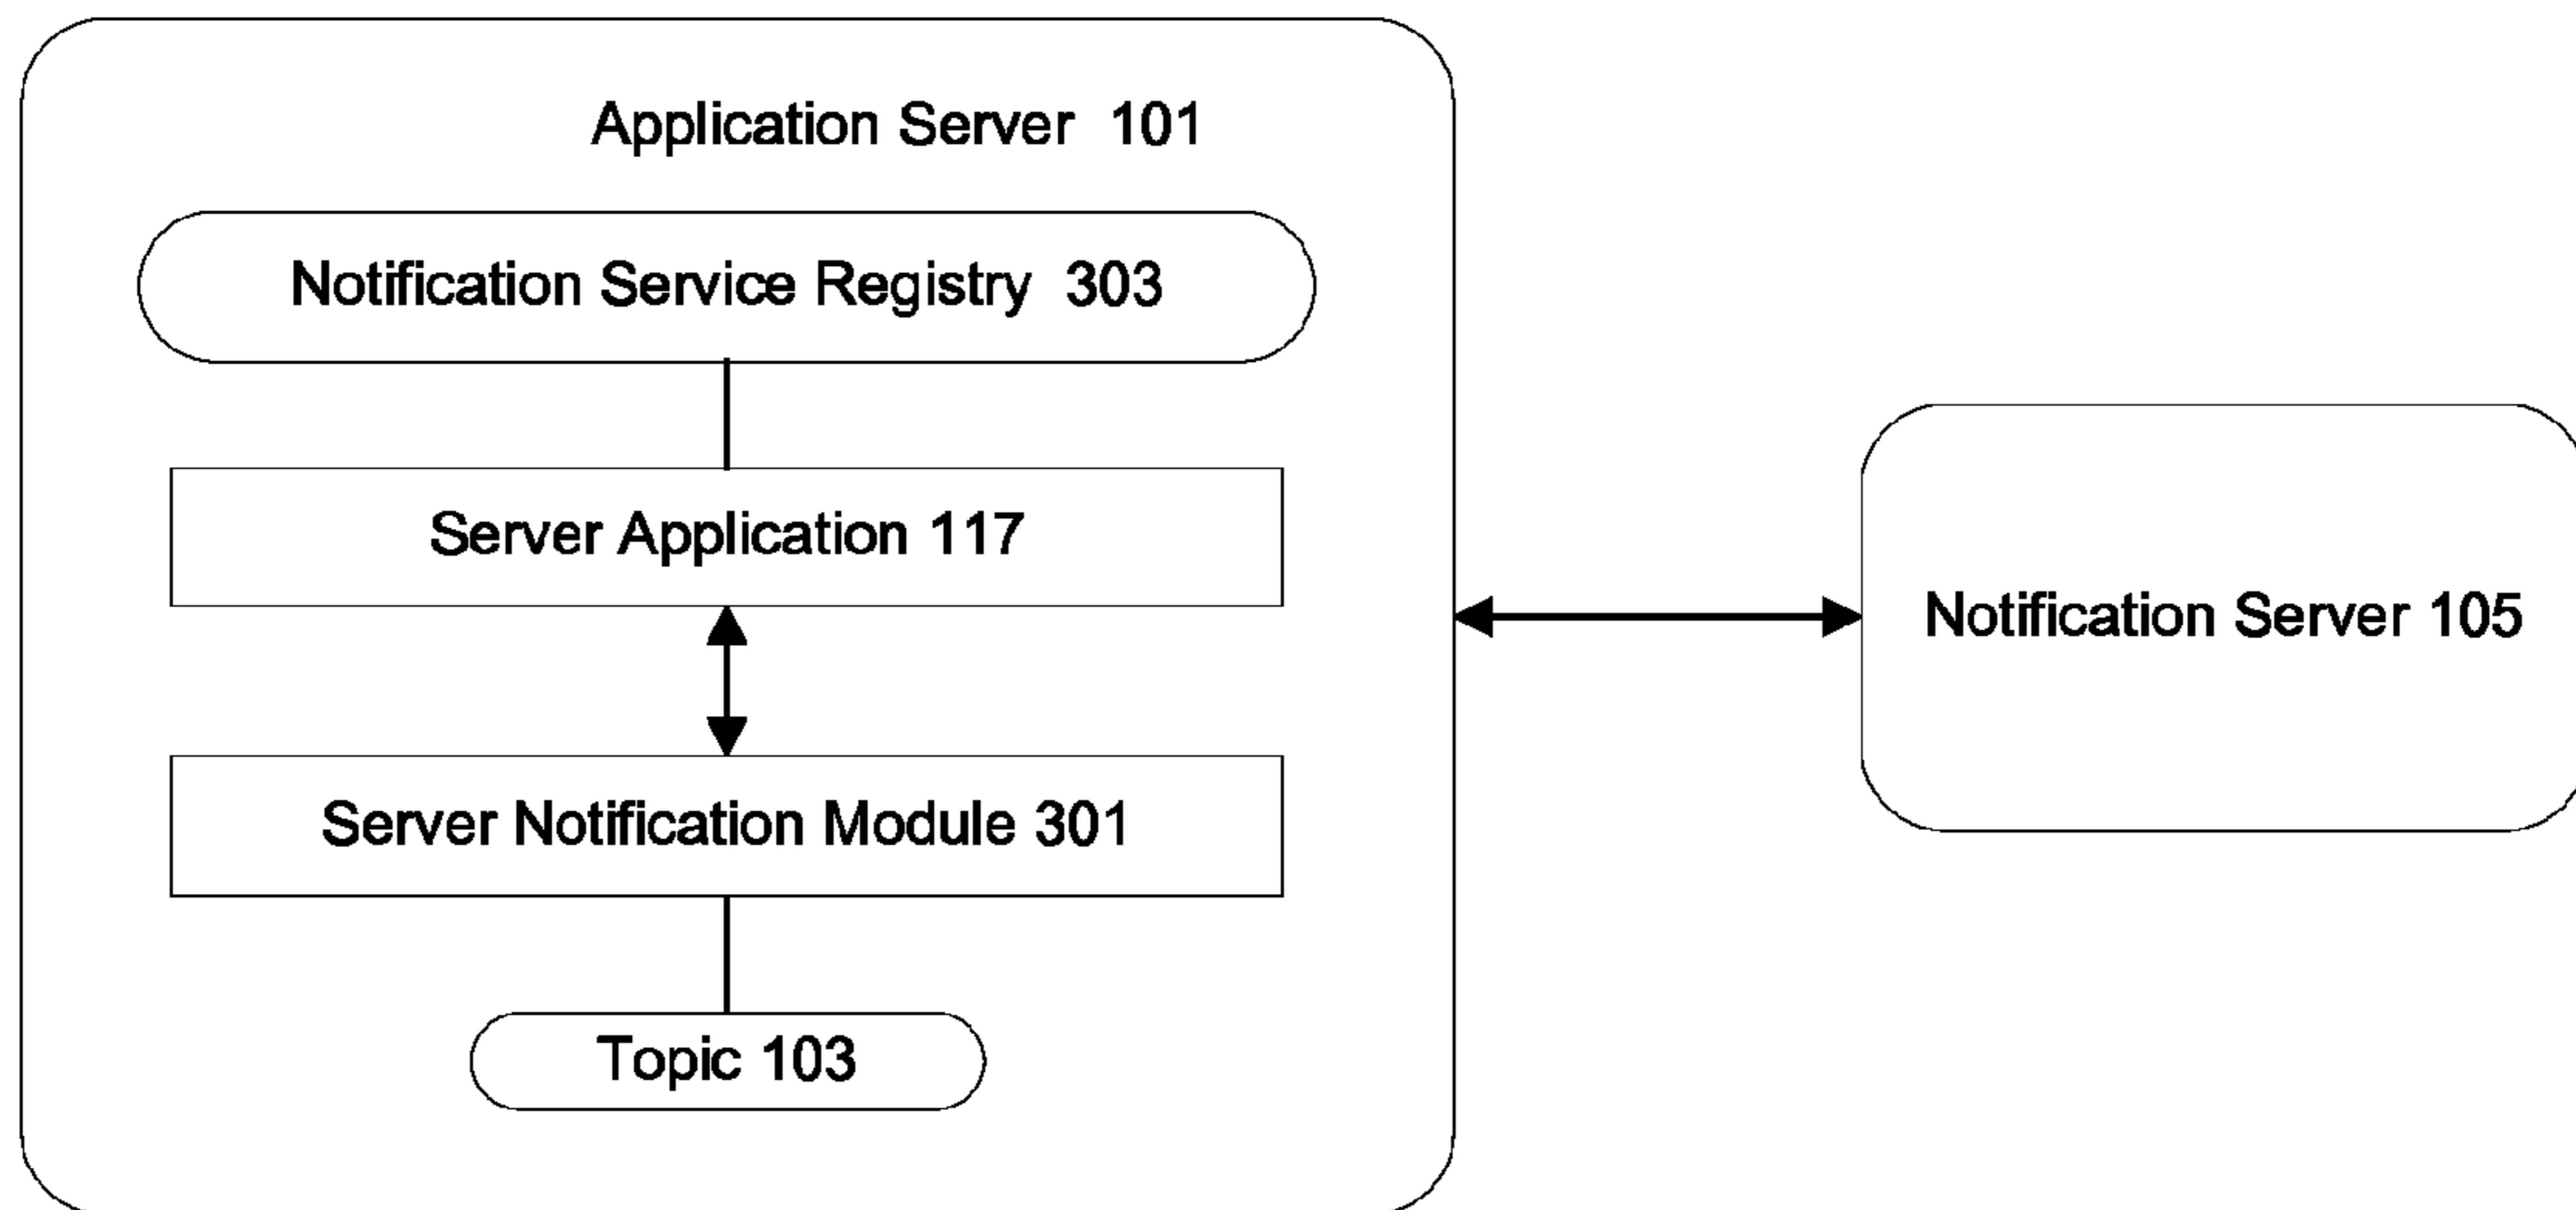 Application Server 101
Notification Service Registry 303
Server Application 117
Notification Server 105
Server Notification Module 301
Topic 103